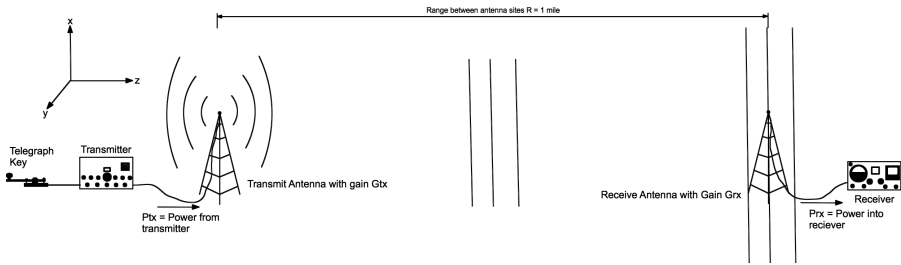 Range between antenna sites R = 1 mile
x
z
y
Telegraph
Key
Transmitter
Transmit Antenna with gain Gtx
Ptx = Power from
transmitter
Receive Antenna with Gain Grx
Receiver
Prx = Power into
reciever